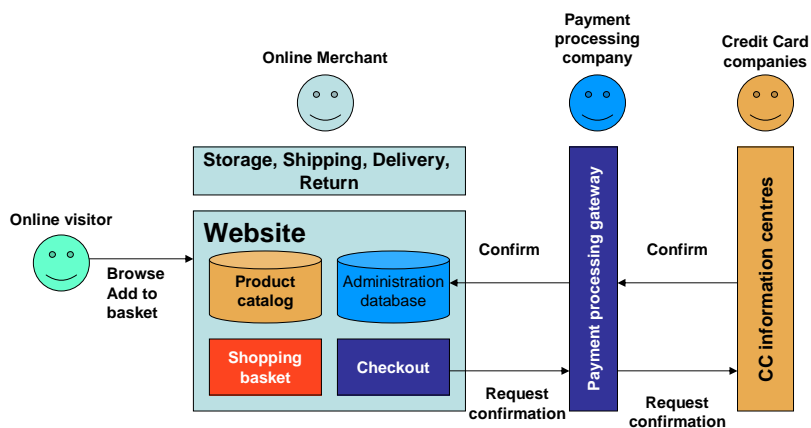 Payment
processing
company
Credit Card
companies
Online Merchant
Storage, Shipping, Delivery,
Return
Online visitor
Website
Browse
Add to
basket
Product
catalog
Administration
database
Shopping
basket
Checkout
Confirm
Request
confirmation
Payment processing gateway
Confirm
Request
confirmation
CC information centres